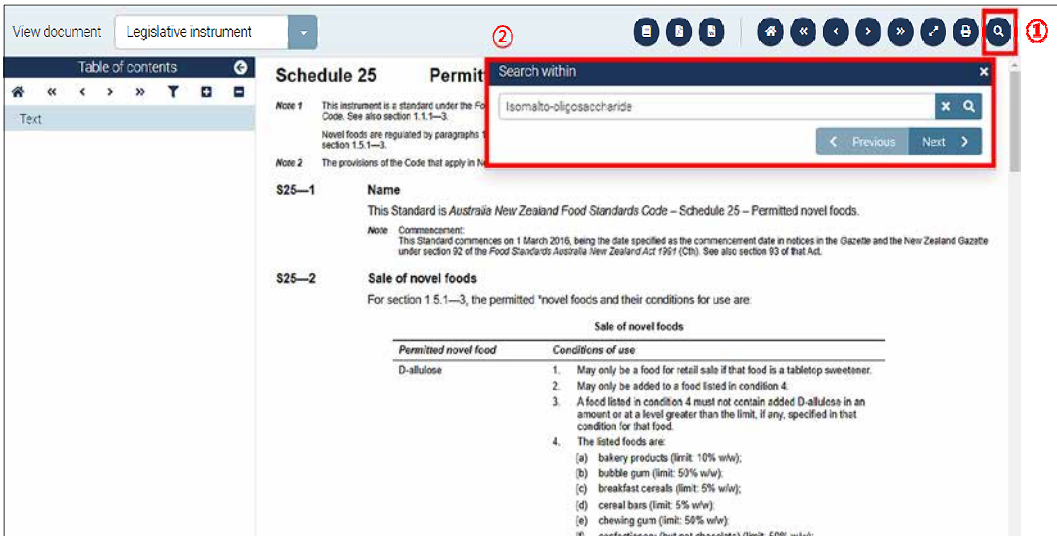 View document
Legislative instrument
②
①
Table of contents
Text
Search within
Isomalto-oligosaccharide
Previous
Next
Schedule 25 Permit
Note 1 This instrument is a standard under the Fo
Code. See also section 1.1.1—3.
Novel foods are regulated by paragraphs 1
section 1.5.1—3.
Note 2 The provisions of the Code that apply in Ne
S25—1 Name
This Standard is Australia New Zealand Food Standards Code – Schedule 25 – Permitted novel foods.
Note Commencement:
This Standard commences on 1 March 2016, being the date specified as the commencement date in notices in the Gazette and the New Zealand Gazette
under section 92 of the Food Standards Australia New Zealand Act 1991 (Cth). See also section 93 of that Act.
S25—2 Sale of novel foods
For section 1.5.1—3, the permitted *novel foods and their conditions for use are:
Sale of novel foods
Permitted novel food Conditions of use
D-allulose 1. May only be a food for retail sale if that food is a tabletop sweetener.
2. May only be added to a food listed in condition 4.
3. A food listed in condition 4 must not contain added D-allulose in an
amount or at a level greater than the limit, if any, specified in that
condition for that food.
4. The listed foods are:
(a) bakery products (limit: 10% w/w);
(b) bubble gum (limit: 50% w/w);
(c) breakfast cereals (limit: 5% w/w);
(d) cereal bars (limit: 5% w/w);
(e) chewing gum (limit: 50% w/w);
(f) confectionery (but not chocolate) (limit: 50% w/w);